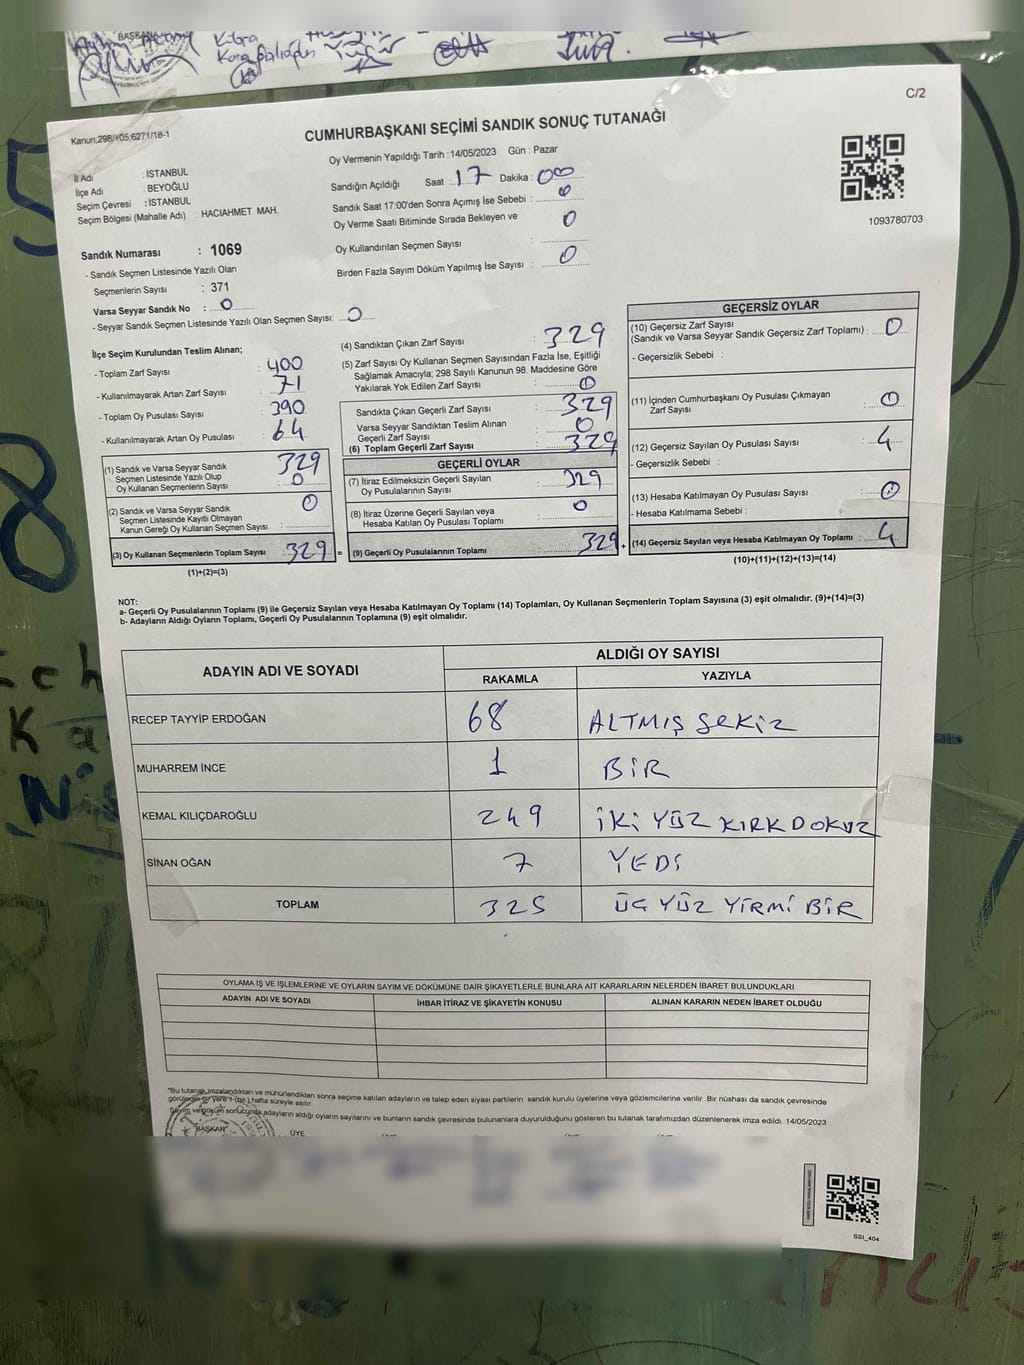 BAŞKAN
Kübra
C/2
Kanun:298/105;6271/18-1
CUMHURBAŞKANI SEÇİMİ SANDIK SONUÇ TUTANAĞI
İl Adı : İSTANBUL
İlçe Adı : BEYOĞLU
Seçim Çevresi : İSTANBUL
Seçim Bölgesi (Mahalle Adı) : HACIAHMET MAH.
Oy Vermenin Yapıldığı Tarih :14/05/2023 Gün : Pazar
Sandığın Açıldığı Saat : 17 Dakika : 00
Sandık Saat 17:00'den Sonra Açımış İse Sebebi : 0
Oy Verme Saati Bitiminde Sırada Bekleyen ve 0
Oy Kullandırılan Seçmen Sayısı :
Birden Fazla Sayım Döküm Yapılmış İse Sayısı : 0
1093780703
Sandık Numarası : 1069
- Sandık Seçmen Listesinde Yazılı Olan
Seçmenlerin Sayısı : 371
Varsa Seyyar Sandık No : 0
- Seyyar Sandık Seçmen Listesinde Yazılı Olan Seçmen Sayısı: 0
İlçe Seçim Kurulundan Teslim Alınan;
- Toplam Zarf Sayısı : 400
- Kullanılmayarak Artan Zarf Sayısı : 71
- Toplam Oy Pusulası Sayısı : 390
- Kullanılmayarak Artan Oy Pusulası : 64
(1) Sandık ve Varsa Seyyar Sandık 329
Seçmen Listesinde Yazılı Olup
Oy Kullanan Seçmenlerin Sayısı : 0
(2) Sandık ve Varsa Seyyar Sandık 0
Seçmen Listesinde Kayıtlı Olmayan
Kanun Gereği Oy Kullanan Seçmen Sayısı :
(3) Oy Kullanan Seçmenlerin Toplam Sayısı : 329 =
(1)+(2)=(3)
(4) Sandıktan Çıkan Zarf Sayısı : 329
(5) Zarf Sayısı Oy Kullanan Seçmen Sayısından Fazla İse, Eşitliği
Sağlamak Amacıyla; 298 Sayılı Kanunun 98. Maddesine Göre
Yakılarak Yok Edilen Zarf Sayısı : 0
Sandıkta Çıkan Geçerli Zarf Sayısı : 329
Varsa Seyyar Sandıktan Teslim Alınan
Geçerli Zarf Sayısı : 0
(6) Toplam Geçerli Zarf Sayısı : 329
GEÇERLİ OYLAR
(7) İtiraz Edilmeksizin Geçerli Sayılan
Oy Pusulalarının Sayısı : 329
(8) İtiraz Üzerine Geçerli Sayılan veya
Hesaba Katılan Oy Pusulası Toplamı : 0
(9) Geçerli Oy Pusulalarının Toplamı : 329 +
GEÇERSİZ OYLAR
(10) Geçersiz Zarf Sayısı
(Sandık ve Varsa Seyyar Sandık Geçersiz Zarf Toplamı) : 0
- Geçersizlik Sebebi :
(11) İçinden Cumhurbaşkanı Oy Pusulası Çıkmayan
Zarf Sayısı : 0
(12) Geçersiz Sayılan Oy Pusulası Sayısı : 4
- Geçersizlik Sebebi :
(13) Hesaba Katılmayan Oy Pusulası Sayısı : 0
- Hesaba Katılmama Sebebi :
(14) Geçersiz Sayılan veya Hesaba Katılmayan Oy Toplamı : 4
(10)+(11)+(12)+(13)=(14)
NOT:
a- Geçerli Oy Pusulalarının Toplamı (9) ile Geçersiz Sayılan veya Hesaba Katılmayan Oy Toplamı (14) Toplamları, Oy Kullanan Seçmenlerin Toplam Sayısına (3) eşit olmalıdır. (9)+(14)=(3)
b- Adayların Aldığı Oyların Toplamı, Geçerli Oy Pusulalarının Toplamına (9) eşit olmalıdır.
ADAYIN ADI VE SOYADI ALDIĞI OY SAYISI
RAKAMLA YAZIYLA
RECEP TAYYİP ERDOĞAN 68 ALTMIŞ SEKİZ
MUHARREM İNCE 1 BİR
KEMAL KILIÇDAROĞLU 249 İKİ YÜZ KIRK DOKUZ
SİNAN OĞAN 7 YEDİ
TOPLAM 325 ÜÇ YÜZ YİRMİ BİR
OYLAMA İŞ VE İŞLEMLERİNE VE OYLARIN SAYIM VE DÖKÜMÜNE DAİR ŞİKAYETLERLE BUNLARA AİT KARARLARIN NELERDEN İBARET BULUNDUKLARI
ADAYIN ADI VE SOYADI İHBAR İTİRAZ VE ŞİKAYETİN KONUSU ALINAN KARARIN NEDEN İBARET OLDUĞU
"Bu tutanak imzalandıktan ve mühürlendikten sonra seçime katılan adayların ve talep eden siyasi partilerin sandık kurulu üyelerine veya gözlemcilerine verilir. Bir nüshası da sandık çevresinde
görülecek bir yere 1 (bir) hafta süreyle asılır.
Sayım ve döküm sonucunda adayların aldığı oyların sayılarını ve bunların sandık çevresinde bulunanlara duyurulduğunu gösteren bu tutanak tarafımızdan düzenlenerek imza edildi. 14/05/2023
BAŞKAN
ÜYE
SSI_404